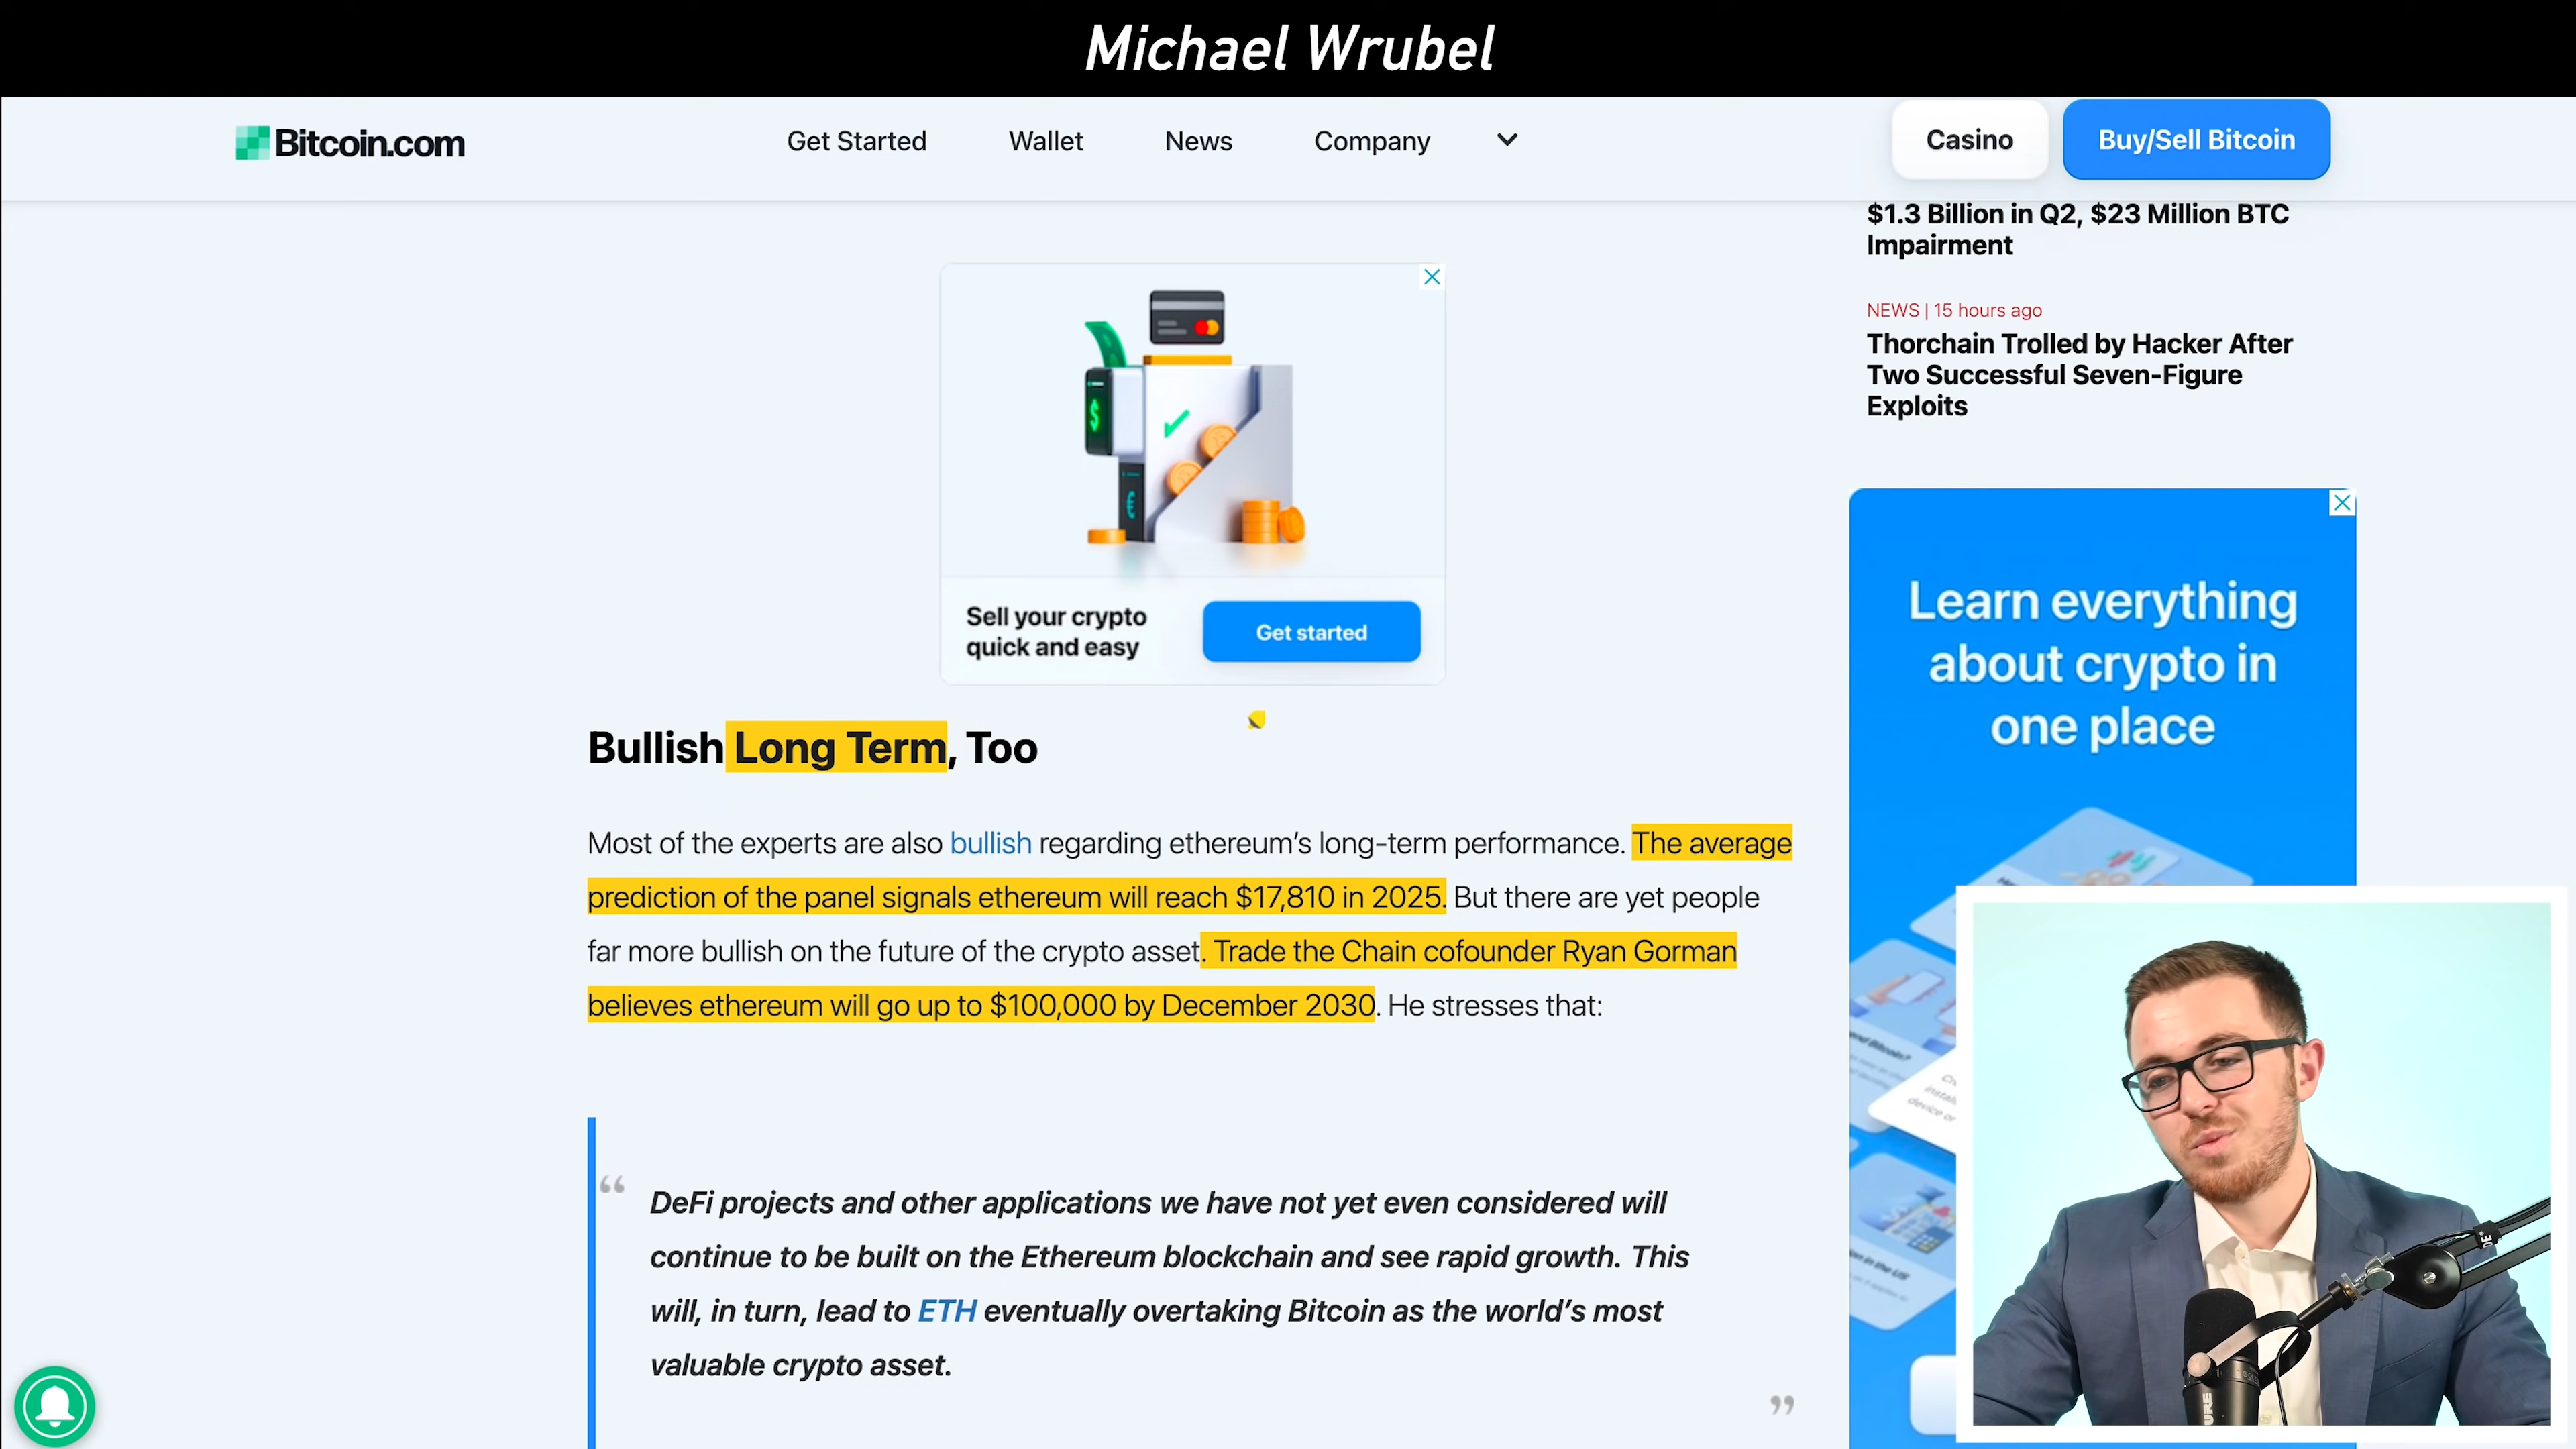 Michael Wrubel
Bitcoin.com
Get Started
Wallet
News
Company
Casino
Buy/Sell Bitcoin
$1.3 Billion in Q2, $23 Million BTC
Impairment
NEWS | 15 hours ago
Thorchain Trolled by Hacker After
Two Successful Seven-Figure
Exploits
Sell your crypto
quick and easy
Get started
Learn everything
about crypto in
one place
Bullish Long Term, Too
Most of the experts are also bullish regarding ethereum's long-term performance. The average
prediction of the panel signals ethereum will reach $17,810 in 2025. But there are yet people
far more bullish on the future of the crypto asset. Trade the Chain cofounder Ryan Gorman
believes ethereum will go up to $100,000 by December 2030. He stresses that:
“
DeFi projects and other applications we have not yet even considered will
continue to be built on the Ethereum blockchain and see rapid growth. This
will, in turn, lead to ETH eventually overtaking Bitcoin as the world's most
valuable crypto asset.
”